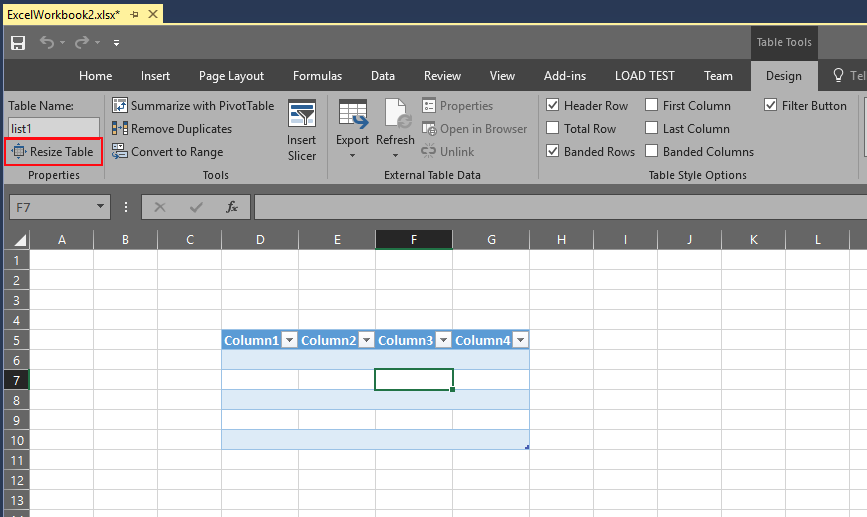 ExcelWorkbook2.xlsx*
Table Tools
Home Insert Page Layout Formulas Data Review View Add-ins LOAD TEST Team Design Tel
Table Name:
list1
Resize Table
Properties
Summarize with PivotTable
Remove Duplicates
Convert to Range
Tools
Insert
Slicer
Export Refresh
Properties
Open in Browser
Unlink
External Table Data
Header Row First Column Filter Button
Total Row Last Column
Banded Rows Banded Columns
Table Style Options
F7 fx
A B C D E F G H I J K L
1
2
3
4
5 Column1 Column2 Column3 Column4
6
7
8
9
10
11
12
13